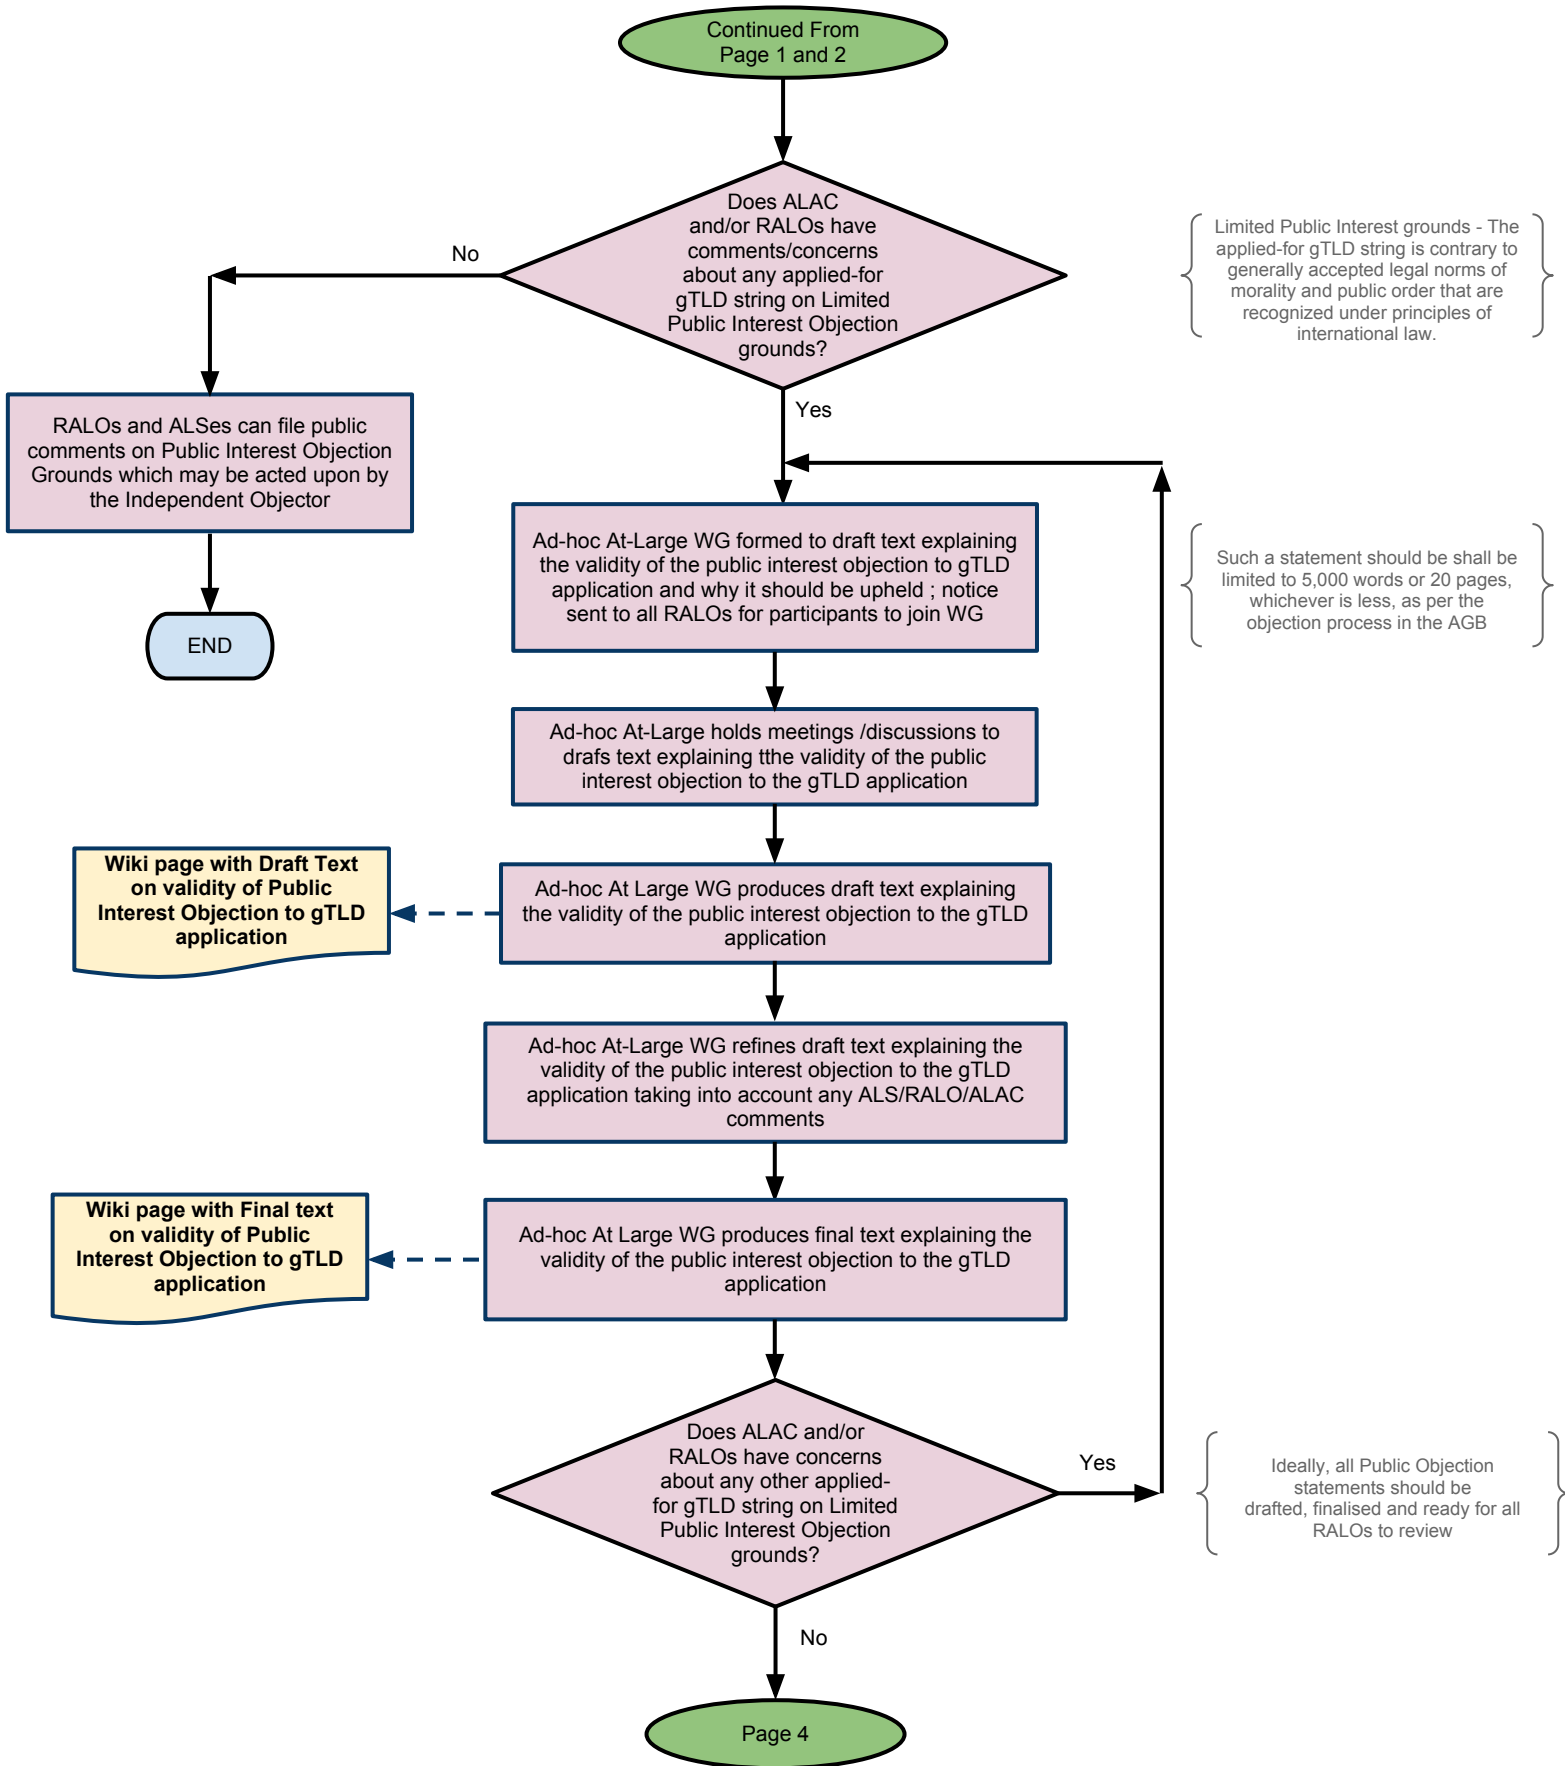 Continued From
Page 1 and 2
Does ALAC
and/or RALOs have
comments/concerns
about any applied-for
gTLD string on Limited
Public Interest Objection
grounds?
No
Limited Public Interest grounds - The
applied-for gTLD string is contrary to
generally accepted legal norms of
morality and public order that are
recognized under principles of
international law.
RALOs and ALSes can file public
comments on Public Interest Objection
Grounds which may be acted upon by
the Independent Objector
Yes
END
Ad-hoc At-Large WG formed to draft text explaining
the validity of the public interest objection to gTLD
application and why it should be upheld ; notice
sent to all RALOs for participants to join WG
Such a statement should be shall be
limited to 5,000 words or 20 pages,
whichever is less, as per the
objection process in the AGB
Ad-hoc At-Large holds meetings /discussions to
drafs text explaining tthe validity of the public
interest objection to the gTLD application
Wiki page with Draft Text
on validity of Public
Interest Objection to gTLD
application
Ad-hoc At Large WG produces draft text explaining
the validity of the public interest objection to the gTLD
application
Ad-hoc At-Large WG refines draft text explaining the
validity of the public interest objection to the gTLD
application taking into account any ALS/RALO/ALAC
comments
Wiki page with Final text
on validity of Public
Interest Objection to gTLD
application
Ad-hoc At Large WG produces final text explaining the
validity of the public interest objection to the gTLD
application
Does ALAC and/or
RALOs have concerns
about any other applied-
for gTLD string on Limited
Public Interest Objection
grounds?
Yes
Ideally, all Public Objection
statements should be
drafted, finalised and ready for all
RALOs to review
No
Page 4